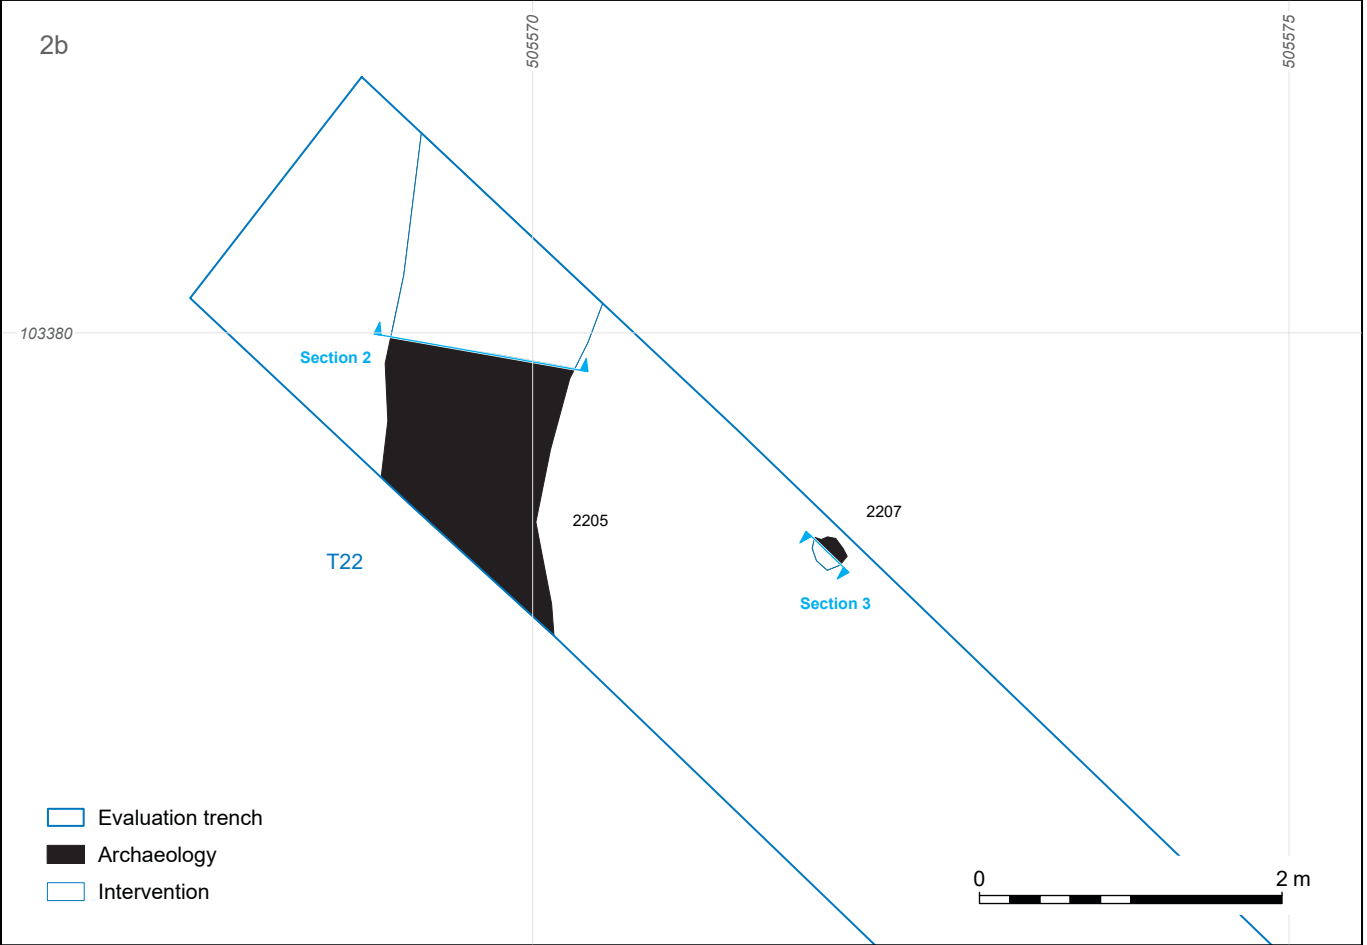 2b
505570
505575
103380
Section 2
2205
2207
T22
Section 3
Evaluation trench
Archaeology
Intervention
0 2 m